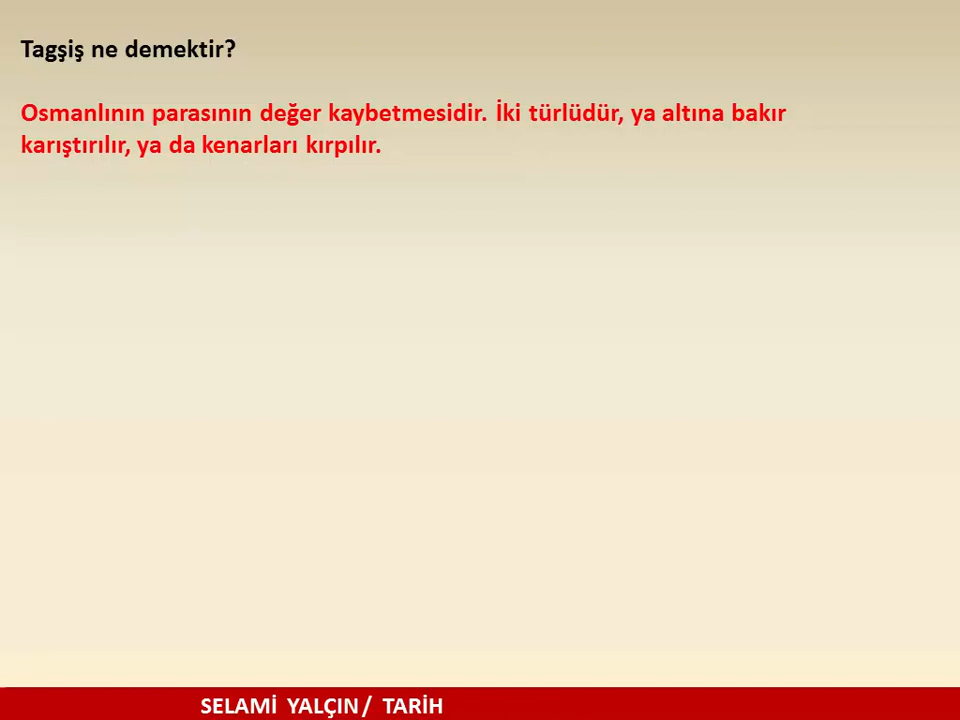 Tagşiş ne demektir?
Osmanlının parasının değer kaybetmesidir. İki türlüdür, ya altına bakır
karıştırılır, ya da kenarları kırpılır.
SELAMİ YALÇIN / TARİH